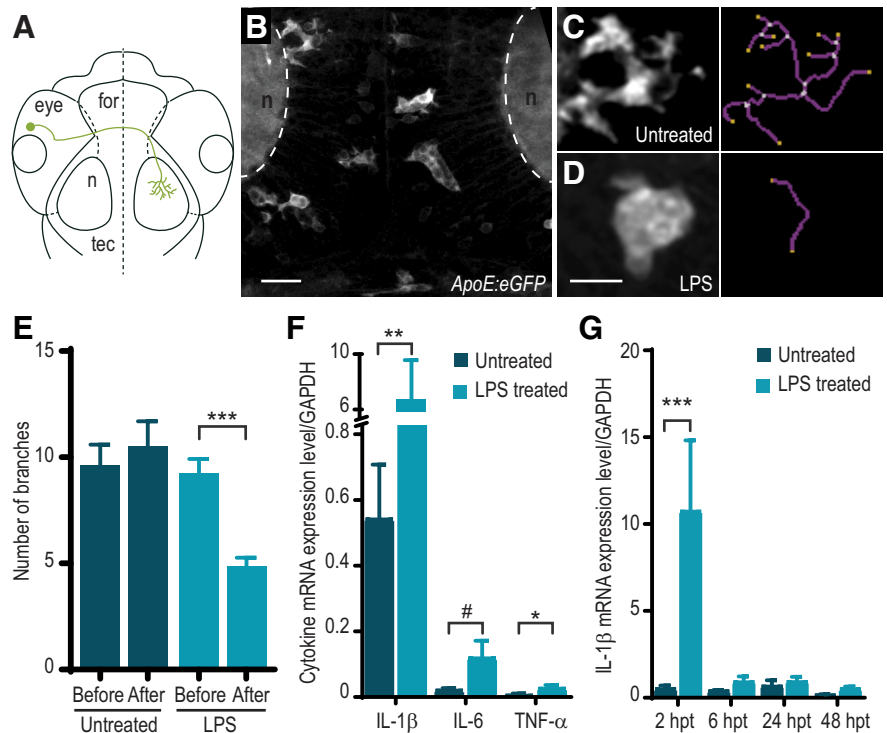 A
eye
for
n
tec
B
n
n
ApoE:eGFP
C
Untreated
D
LPS
E
Number of branches
15
10
5
0
***
Before After Before After
Untreated LPS
F
Cytokine mRNA expression level/GAPDH
10
6
0.8
0.6
0.4
0.2
0
**
#
*
Untreated
LPS treated
IL-1β IL-6 TNF-α
G
IL-1β mRNA expression level/GAPDH
20
15
10
5
0
***
Untreated
LPS treated
2 hpt 6 hpt 24 hpt 48 hpt